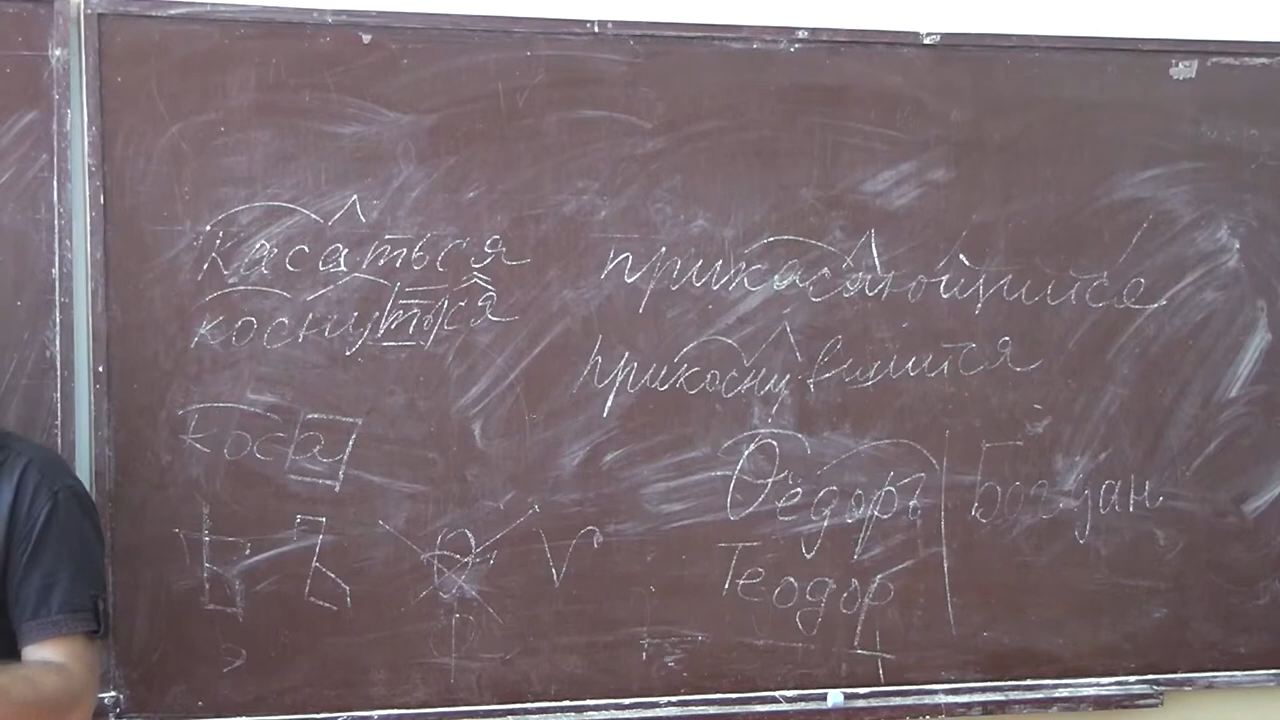 касаться
коснуться
прикасающийся
прикоснувшийся
коса
Ѳёдоръ
Богдан
Ѣ Ѣ Ѳ Ѵ
Теодор
Ф